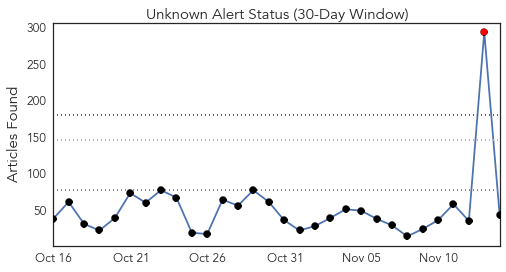 Unknown Alert Status (30-Day Window)
Articles Found
300
250
200
150
100
50
Oct 16 Oct 21 Oct 26 Oct 31 Nov 05 Nov 10